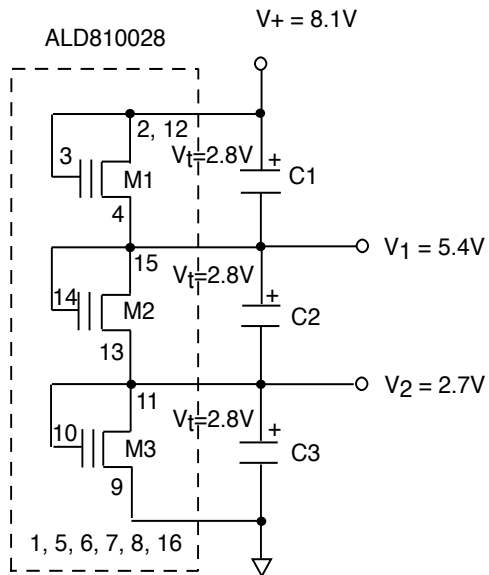 V+ = 8.1V
ALD810028
2, 12
3
Vt=2.8V
+
M1
C1
4
15
V1 = 5.4V
Vt=2.8V
+
14
M2
C2
13
11
V2 = 2.7V
Vt=2.8V
+
10
M3
C3
9
1, 5, 6, 7, 8, 16